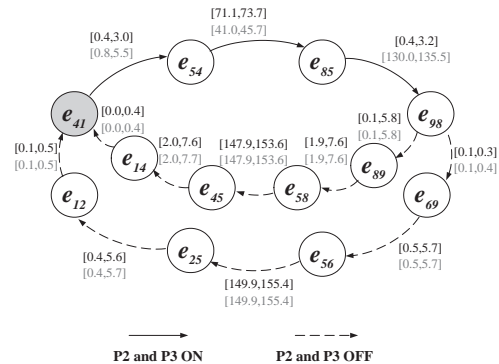 [71.1,73.7]
[41.0,45.7]
[0.4,3.0]
[0.8,5.5]
[0.4,3.2]
[130.0,135.5]
e54
e85
e41
[0.0,0.4]
[0.0,0.4]
e98
[0.1,5.8]
[0.1,5.8]
[2.0,7.6]
[2.0,7.7]
[147.9,153.6]
[147.9,153.6]
[1.9,7.6]
[1.9,7.6]
[0.1,0.5]
[0.1,0.5]
[0.1,0.3]
[0.1,0.4]
e14
e89
e45
e58
e12
e69
[0.4,5.6]
[0.4,5.7]
e25
e56
[0.5,5.7]
[0.5,5.7]
[149.9,155.4]
[149.9,155.4]
P2 and P3 ON
P2 and P3 OFF